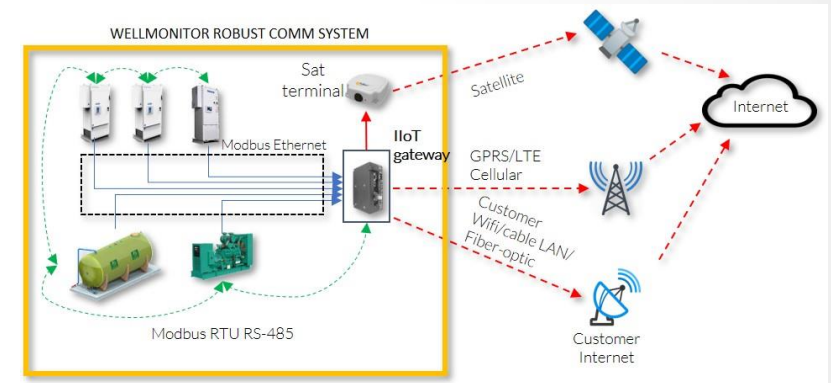 WELLMONITOR ROBUST COMM SYSTEM
Sat
terminal
Satellite
Internet
Modbus Ethernet
IIoT
gateway
GPRS/LTE
Cellular
Customer
Wifi/cable LAN/
Fiber-optic
Modbus RTU RS-485
Customer
Internet